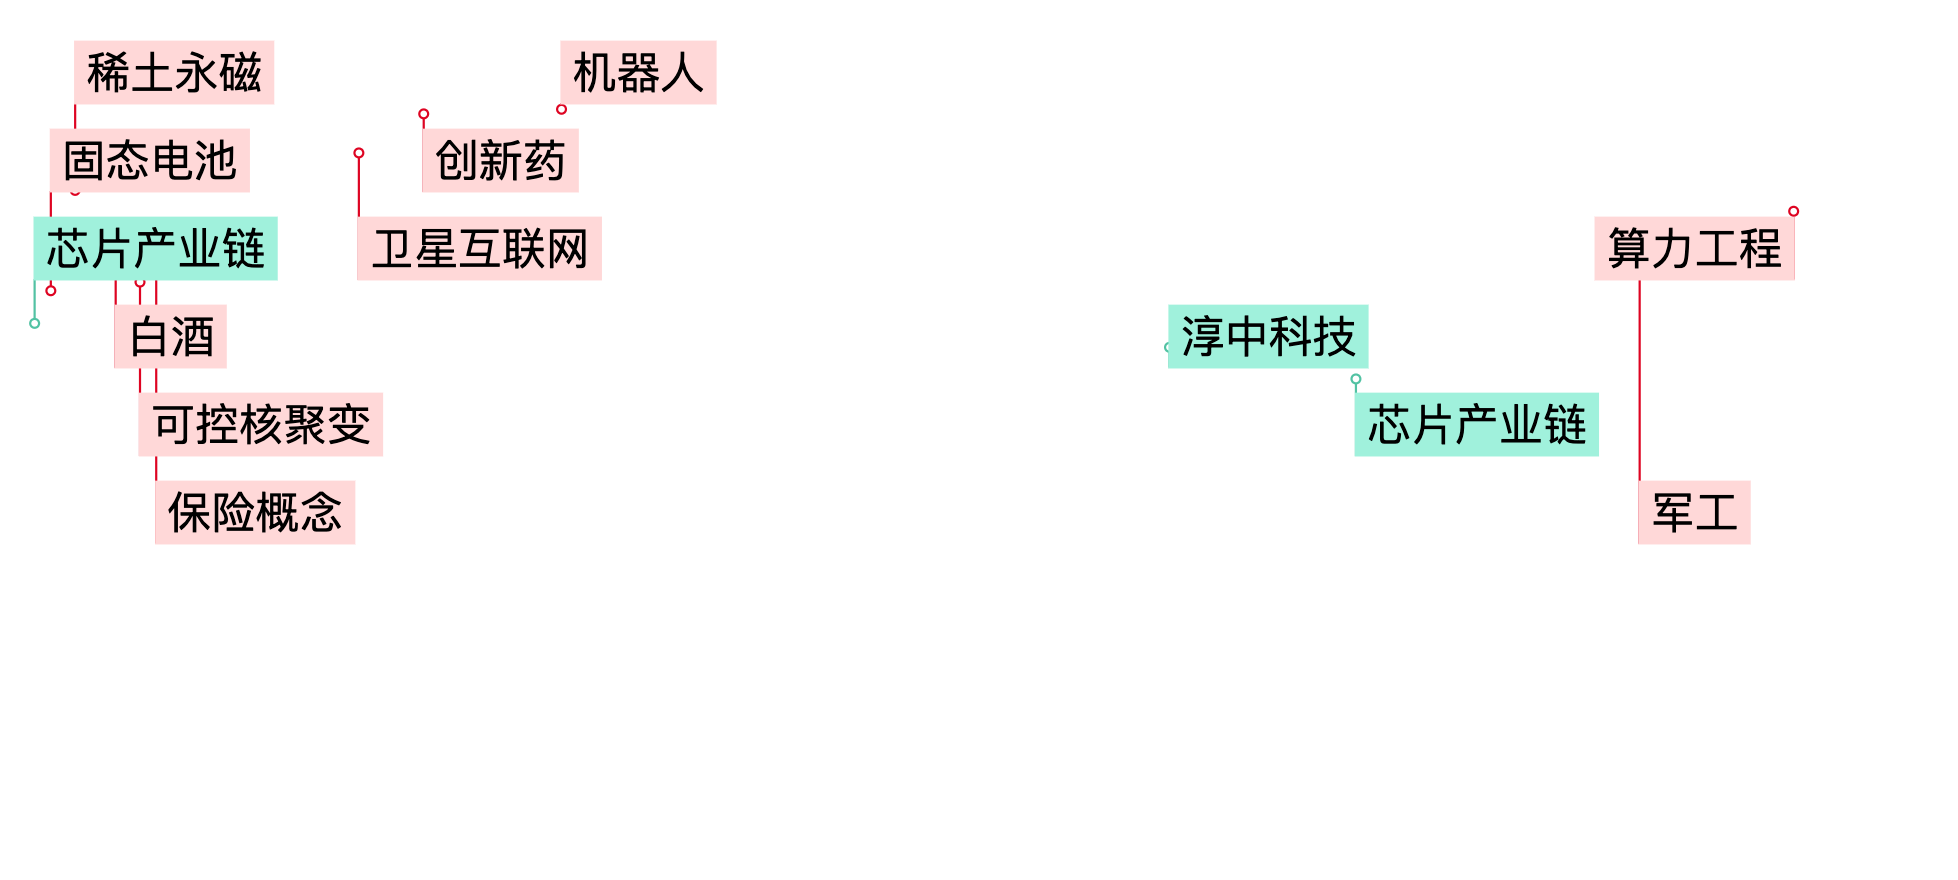 稀土永磁
机器人
固态电池
创新药
芯片产业链
卫星互联网
算力工程
白酒
淳中科技
可控核聚变
芯片产业链
保险概念
军工